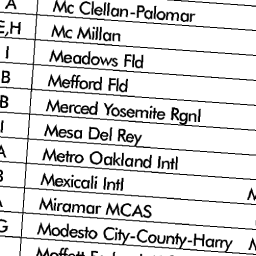 A Mc Clellan-Palomar
E,H Mc Millan
I Meadows Fld
B Mefford Fld
B Merced Yosemite Rgnl
I Mesa Del Rey
A Metro Oakland Intl
B Mexicali Intl
A Miramar MCAS
G Modesto City-County-Harry